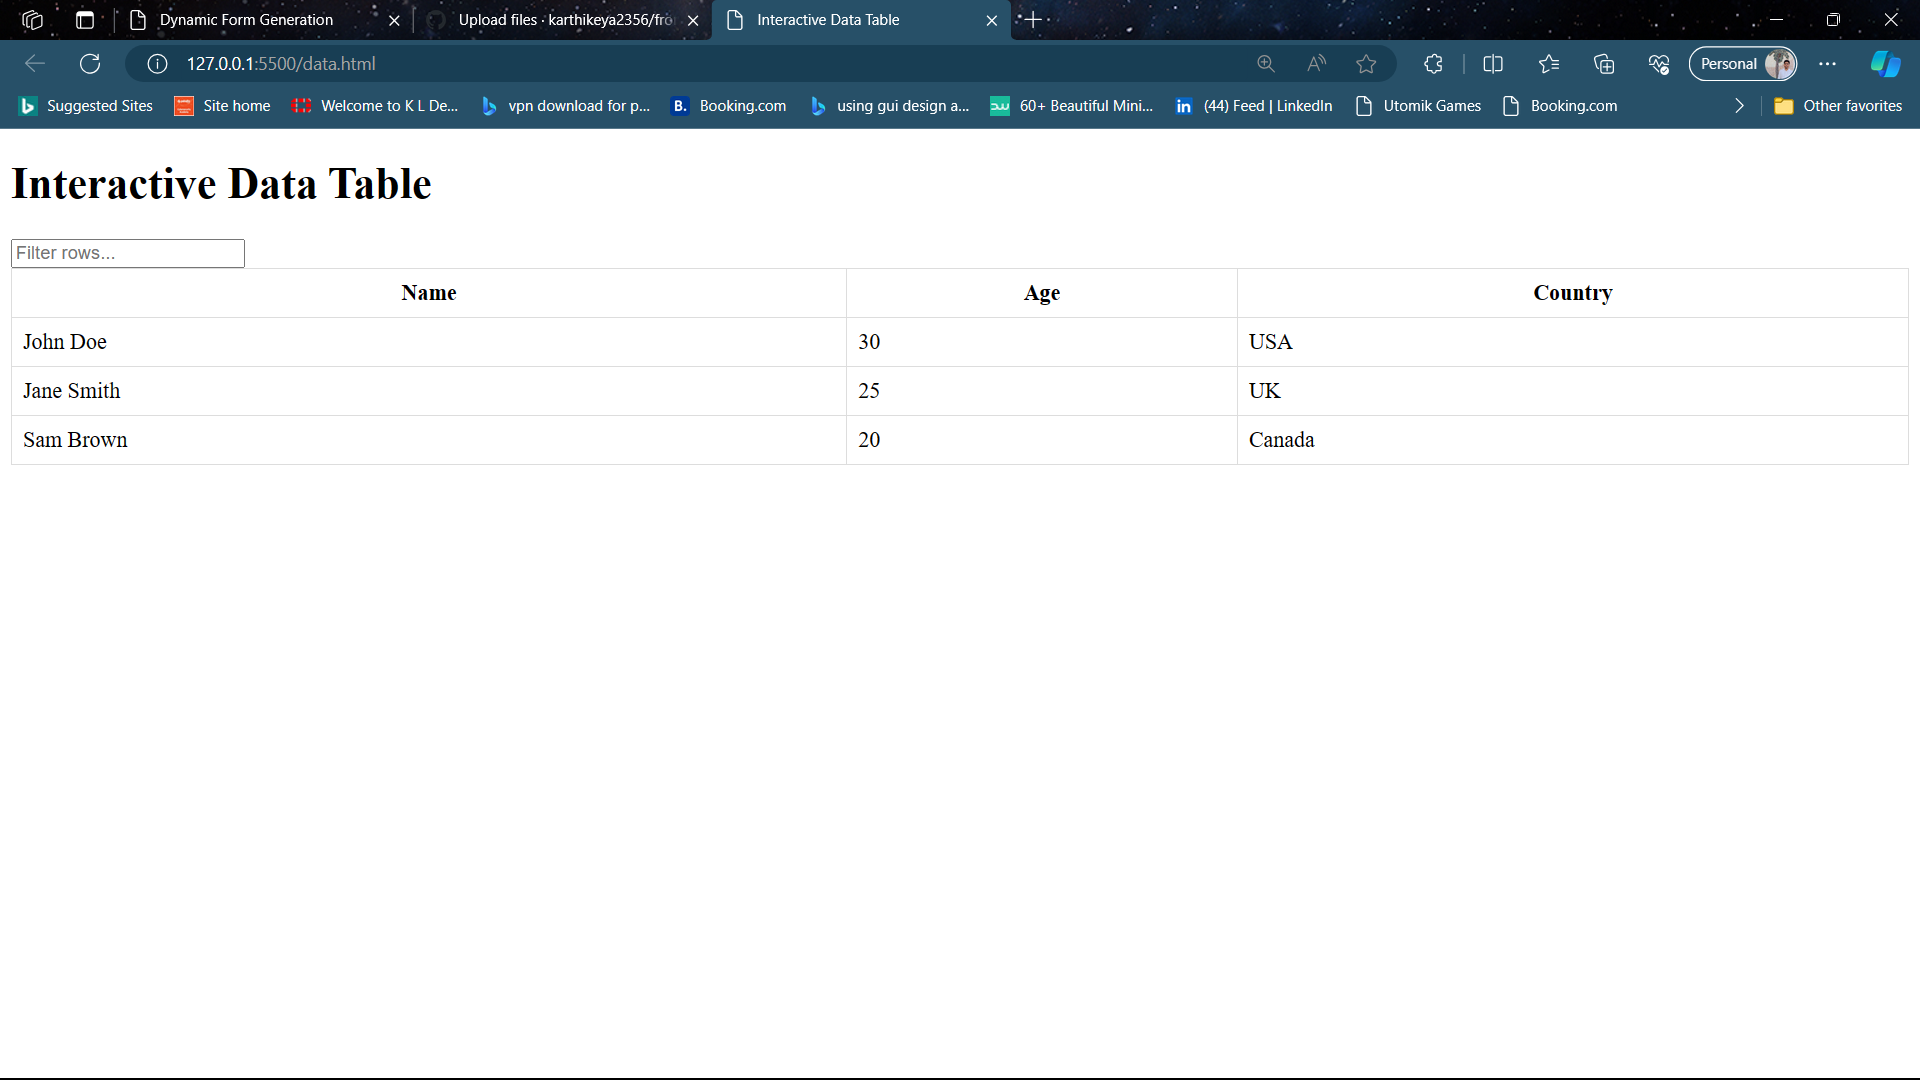 Dynamic Form Generation
Upload files · karthikeya2356/fro
Interactive Data Table
127.0.0.1:5500/data.html
Personal
Suggested Sites
Site home
Welcome to K L De...
vpn download for p...
B. Booking.com
using gui design a...
60+ Beautiful Mini...
in (44) Feed | LinkedIn
Utomik Games
Booking.com
Other favorites
Interactive Data Table
Filter rows...
Name Age Country
John Doe 30 USA
Jane Smith 25 UK
Sam Brown 20 Canada